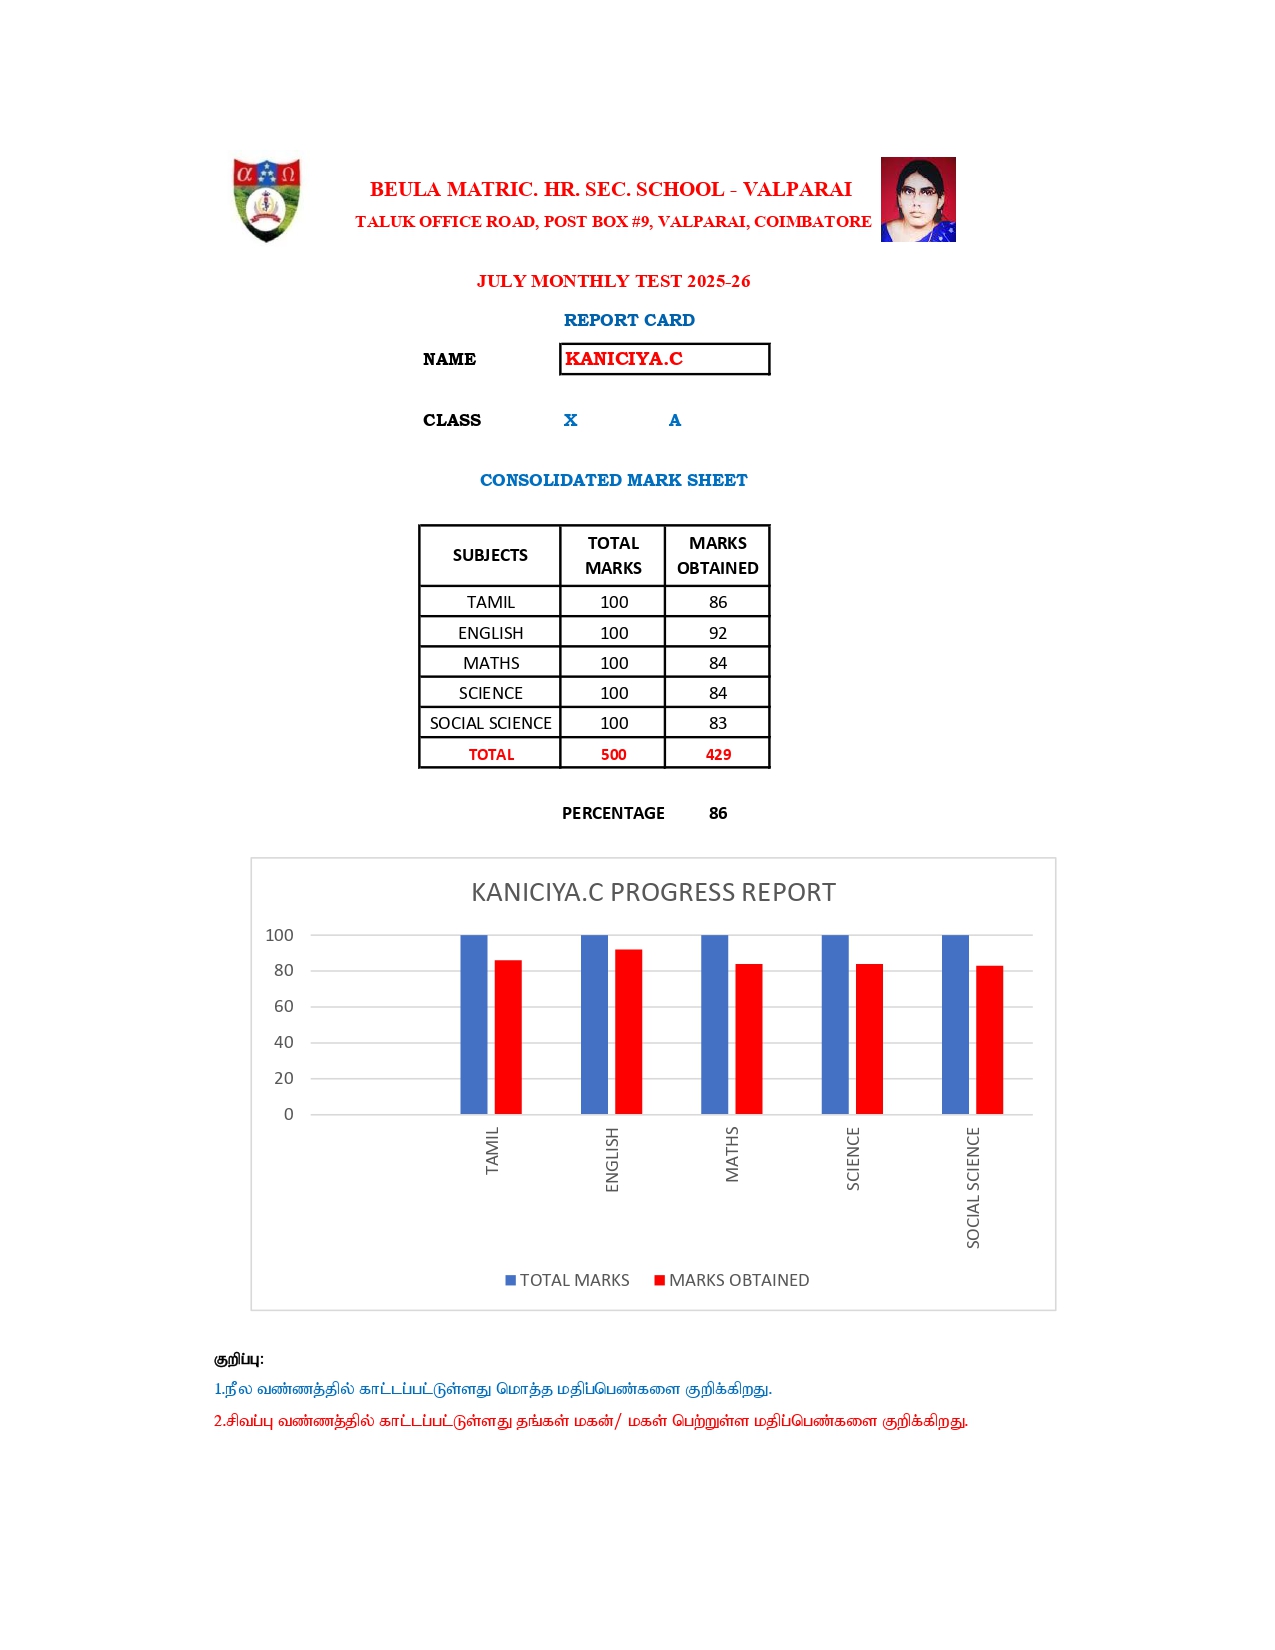 α Ω
BEULA MATRIC. HR. SEC. SCHOOL - VALPARAI
TALUK OFFICE ROAD, POST BOX #9, VALPARAI, COIMBATORE
JULY MONTHLY TEST 2025-26
REPORT CARD
NAME KANICIYA.C
CLASS X A
CONSOLIDATED MARK SHEET
SUBJECTS TOTAL MARKS MARKS OBTAINED
TAMIL 100 86
ENGLISH 100 92
MATHS 100 84
SCIENCE 100 84
SOCIAL SCIENCE 100 83
TOTAL 500 429
PERCENTAGE 86
KANICIYA.C PROGRESS REPORT
100
80
60
40
20
0
TAMIL
ENGLISH
MATHS
SCIENCE
SOCIAL SCIENCE
TOTAL MARKS MARKS OBTAINED
குறிப்பு:
1.நீல வண்ணத்தில் காட்டப்பட்டுள்ளது மொத்த மதிப்பெண்களை குறிக்கிறது.
2.சிவப்பு வண்ணத்தில் காட்டப்பட்டுள்ளது தங்கள் மகன்/ மகள் பெற்றுள்ள மதிப்பெண்களை குறிக்கிறது.